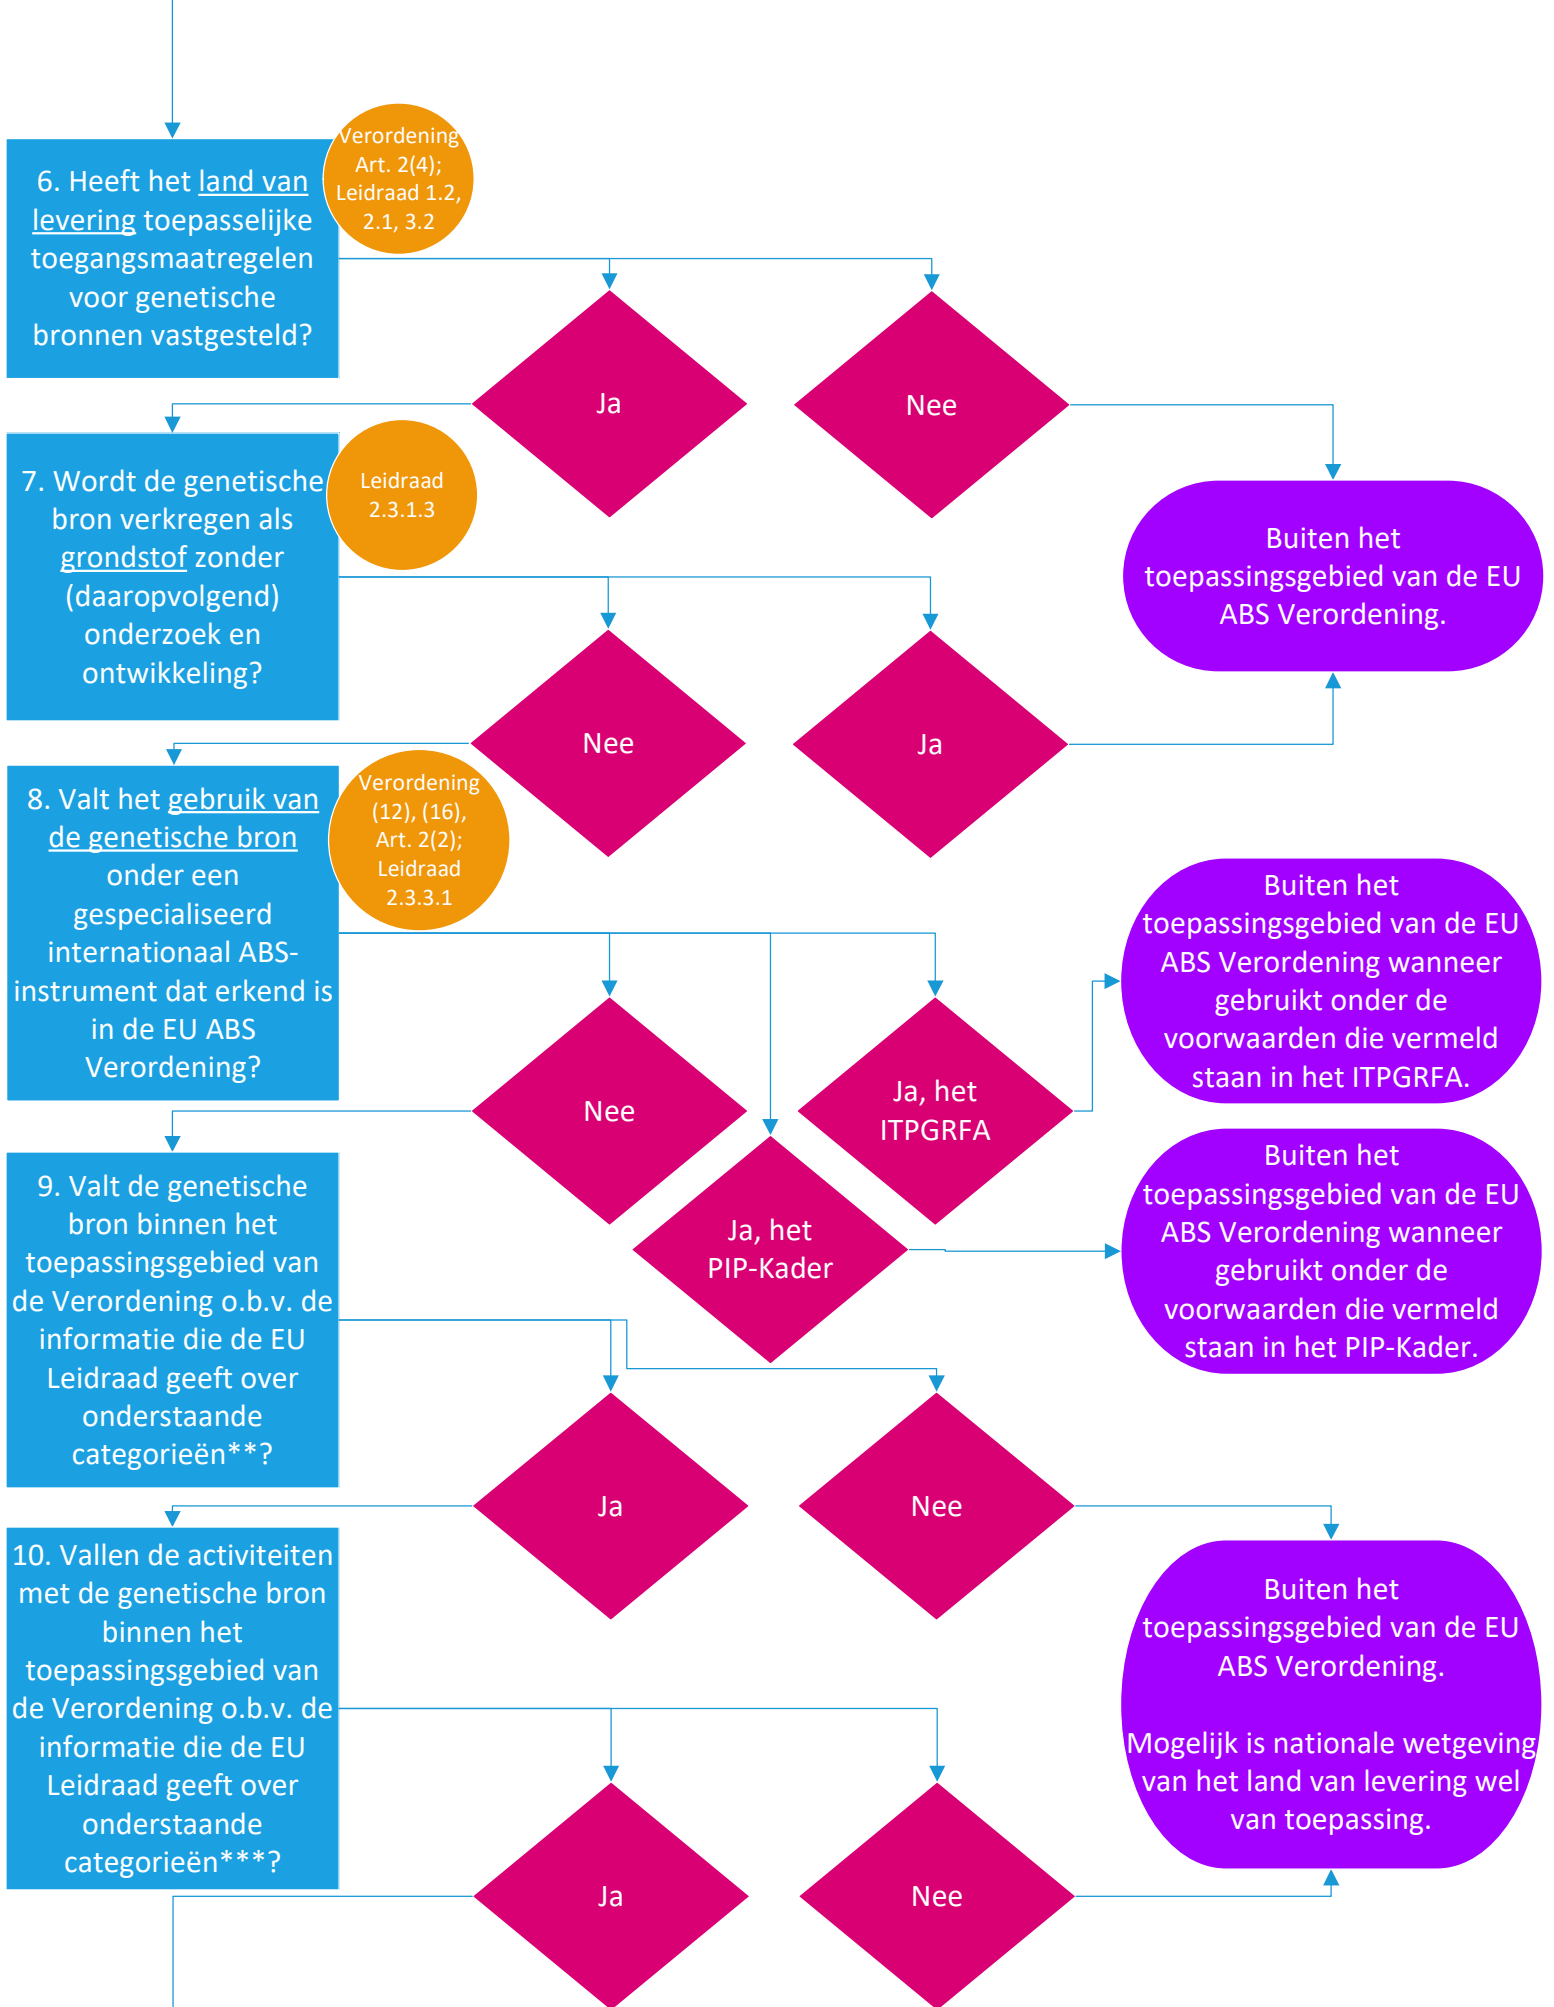 6. Heeft het land van
levering toepasselijke
toegangsmaatregelen
voor genetische
bronnen vastgesteld?
Verordening
Art. 2(4);
Leidraad 1.2,
2.1, 3.2
Ja
Nee
Buiten het
toepassingsgebied van de EU
ABS Verordening.
7. Wordt de genetische
bron verkregen als
grondstof zonder
(daaropvolgend)
onderzoek en
ontwikkeling?
Leidraad
2.3.1.3
Nee
Ja
8. Valt het gebruik van
de genetische bron
onder een
gespecialiseerd
internationaal ABS-
instrument dat erkend is
in de EU ABS
Verordening?
Verordening
(12), (16),
Art. 2(2);
Leidraad
2.3.3.1
Nee
Ja, het
ITPGRFA
Buiten het
toepassingsgebied van de EU
ABS Verordening wanneer
gebruikt onder de
voorwaarden die vermeld
staan in het ITPGRFA.
Ja, het
PIP-Kader
Buiten het
toepassingsgebied van de EU
ABS Verordening wanneer
gebruikt onder de
voorwaarden die vermeld
staan in het PIP-Kader.
9. Valt de genetische
bron binnen het
toepassingsgebied van
de Verordening o.b.v. de
informatie die de EU
Leidraad geeft over
onderstaande
categorieën**?
Ja
Nee
Buiten het
toepassingsgebied van de EU
ABS Verordening.
Mogelijk is nationale wetgeving
van het land van levering wel
van toepassing.
10. Vallen de activiteiten
met de genetische bron
binnen het
toepassingsgebied van
de Verordening o.b.v. de
informatie die de EU
Leidraad geeft over
onderstaande
categorieën***?
Ja
Nee